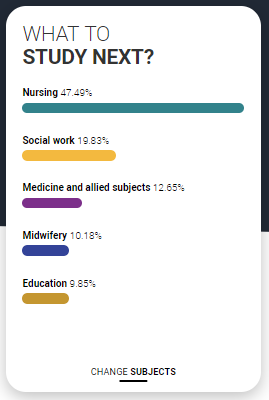 WHAT TO
STUDY NEXT?
Nursing 47.49%
Social work 19.83%
Medicine and allied subjects 12.65%
Midwifery 10.18%
Education 9.85%
CHANGE SUBJECTS